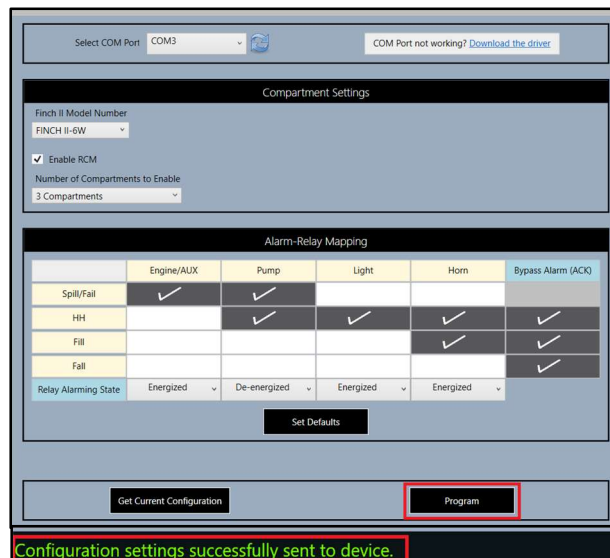 Select COM Port COM3 COM Port not working? Download the driver
Compartment Settings
Finch II Model Number
FINCH II-6W
Enable RCM
Number of Compartments to Enable
3 Compartments
Alarm-Relay Mapping
Engine/AUX Pump Light Horn Bypass Alarm (ACK)
Spill/Fail
HH
Fill
Fall
Relay Alarming State Energized De-energized Energized Energized
Set Defaults
Get Current Configuration Program
Configuration settings successfully sent to device.